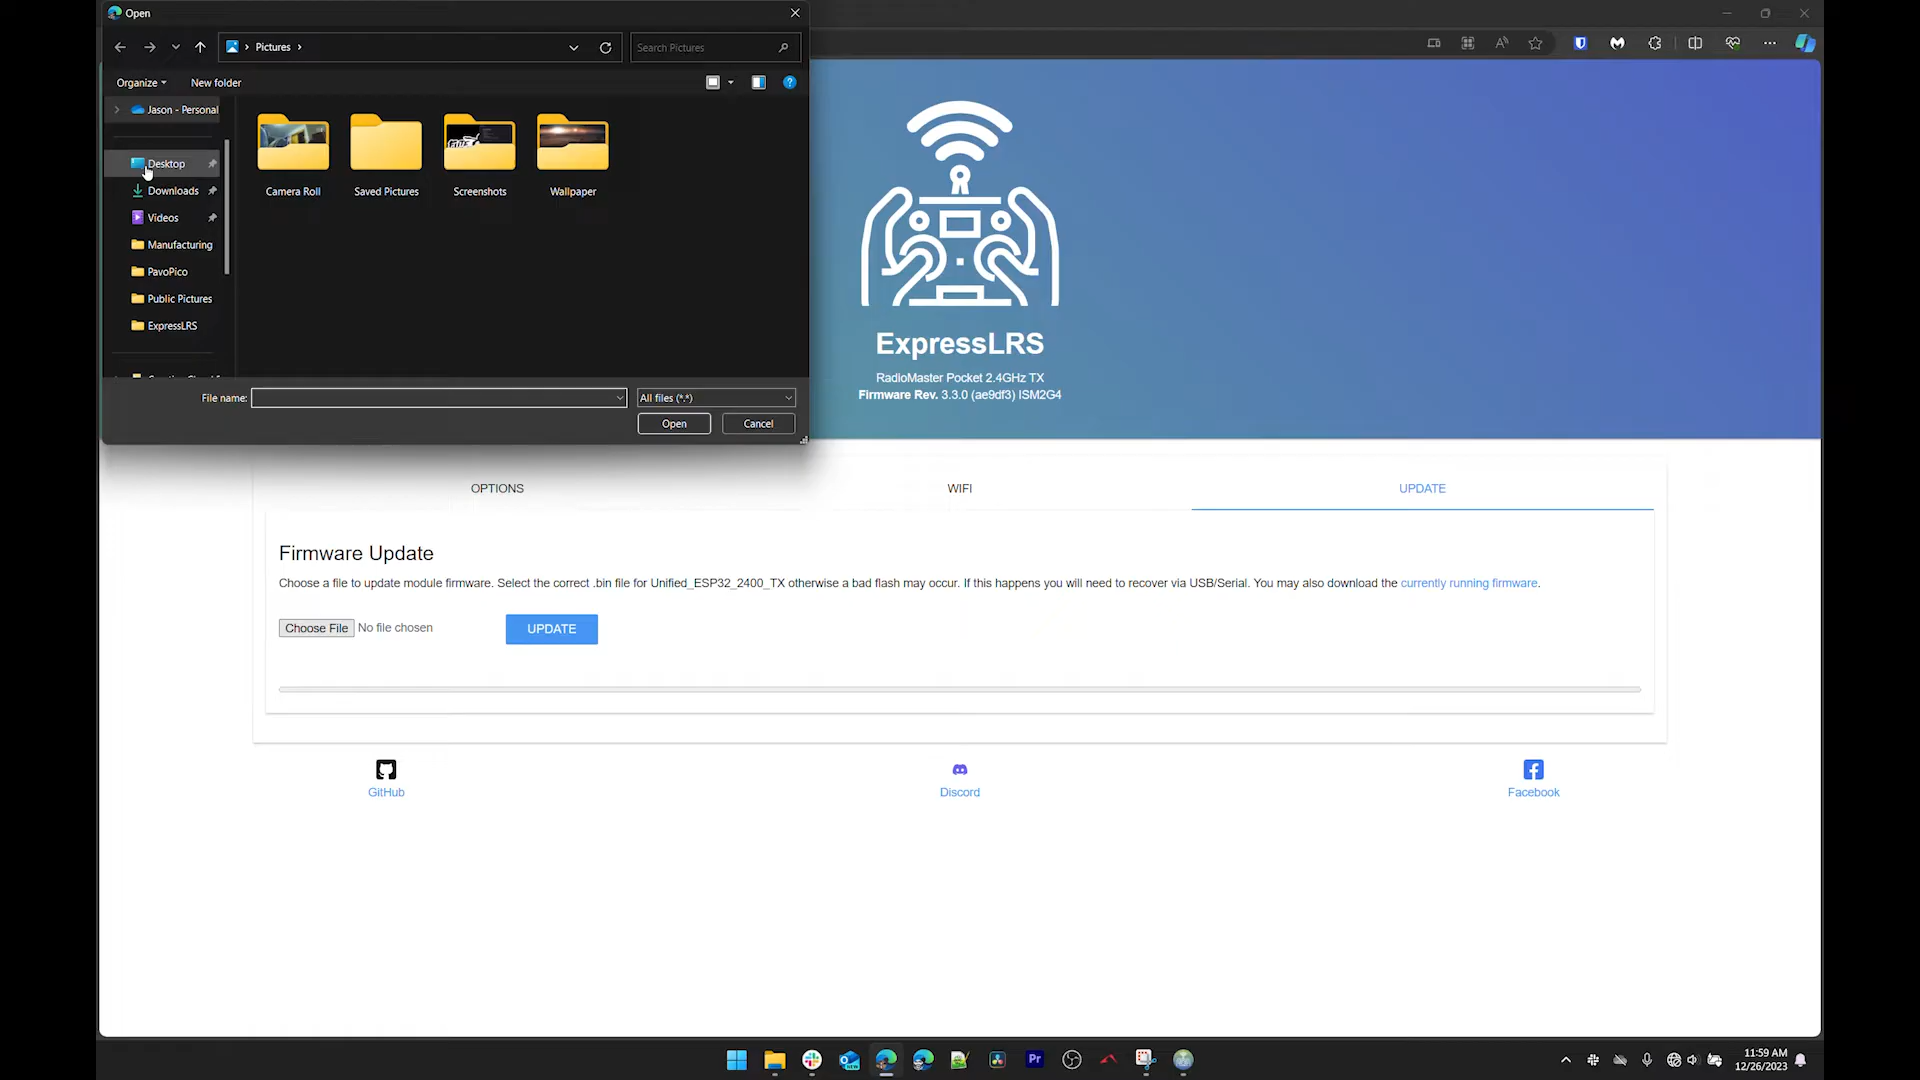 Open
Pictures
Search Pictures
Organize
New folder
Jason - Personal
Desktop
Downloads
Videos
Manufacturing
PavoPico
Public Pictures
ExpressLRS
Camera Roll
Saved Pictures
Screenshots
Wallpaper
File name:
All files (*.*)
Open
Cancel
ExpressLRS
RadioMaster Pocket 2.4GHz TX
Firmware Rev. 3.3.0 (ae9df3) ISM2G4
OPTIONS
WIFI
UPDATE
Firmware Update
Choose a file to update module firmware. Select the correct .bin file for Unified_ESP32_2400_TX otherwise a bad flash may occur. If this happens you will need to recover via USB/Serial. You may also download the currently running firmware.
Choose File
No file chosen
UPDATE
GitHub
Discord
Facebook
Pr
NEW
11:59 AM
12/26/2023